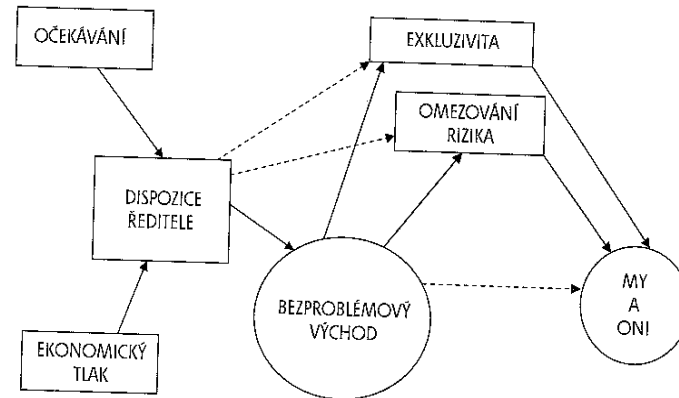 OČEKÁVÁNÍ
EXKLUZIVITA
OMEZOVÁNÍ
RIZIKA
DISPOZICE
ŘEDITELE
BEZPROBLÉMOVÝ
VÝCHOD
MY
A
ONI
EKONOMICKÝ
TLAK